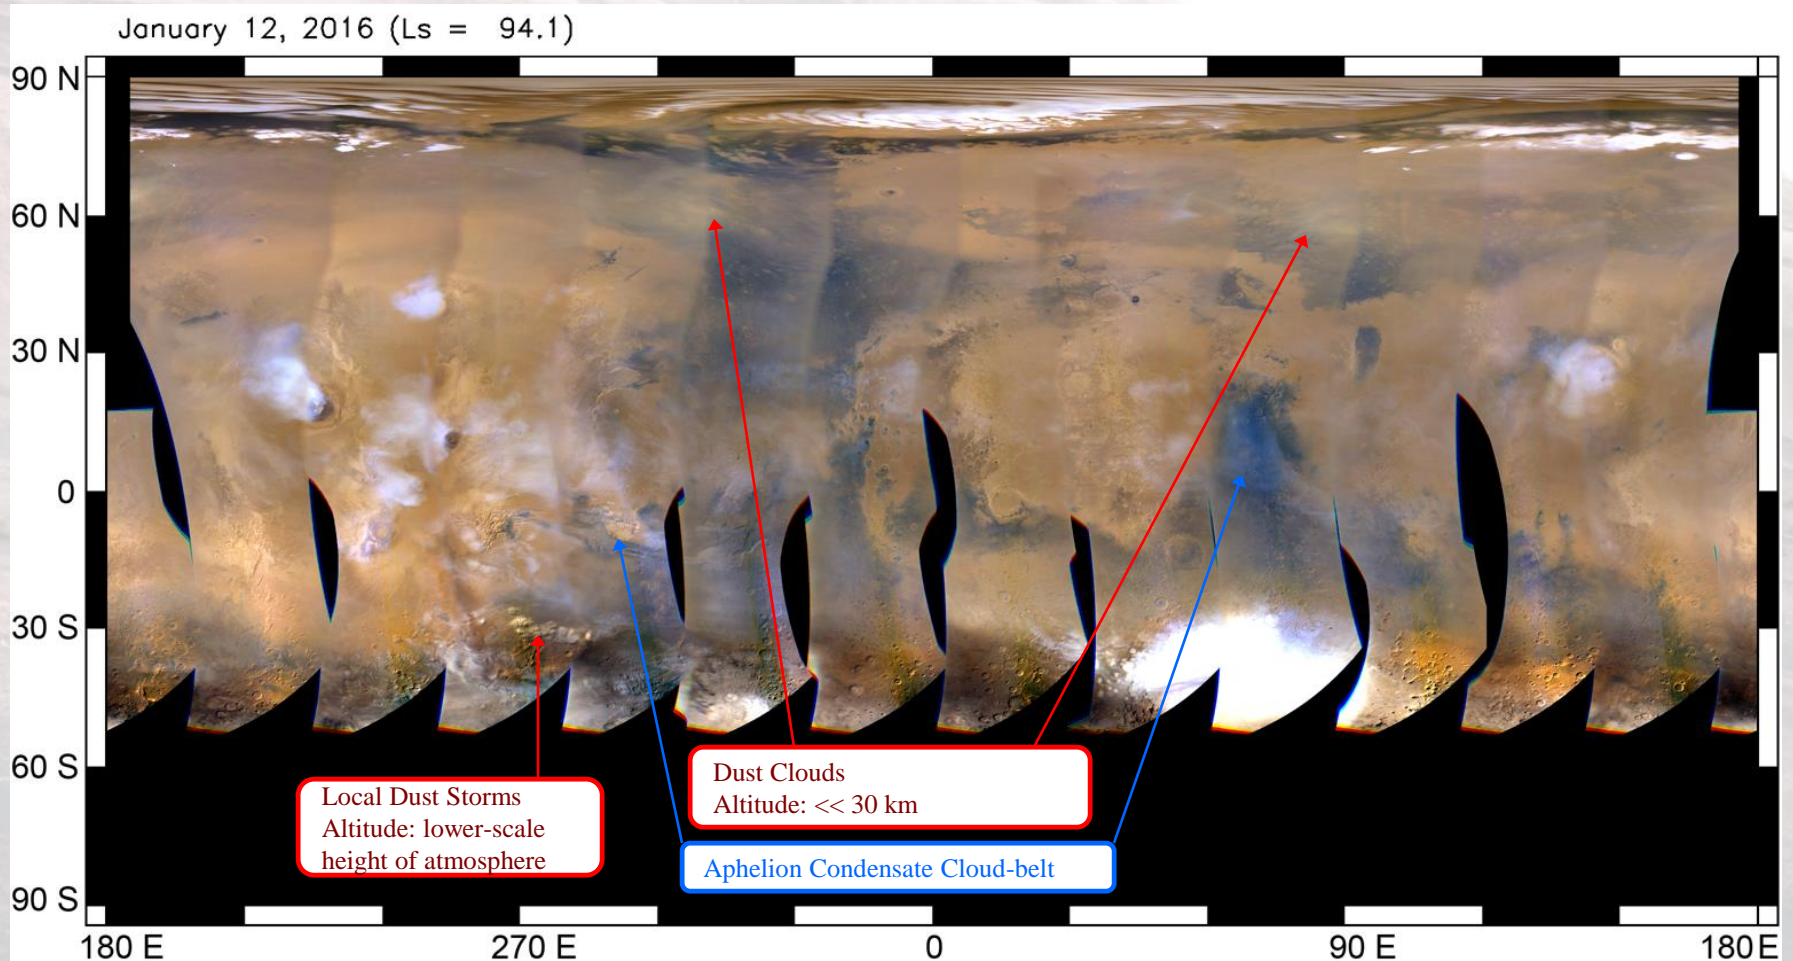 January 12, 2016 (Ls = 94.1)
90 N
60 N
30 N
0
30 S
60 S
90 S
Local Dust Storms
Altitude: lower-scale
height of atmosphere
Dust Clouds
Altitude: << 30 km
Aphelion Condensate Cloud-belt
180 E
270 E
0
90 E
180E